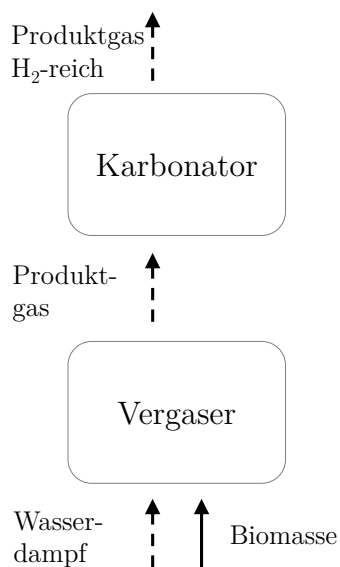 Produktgas
H₂-reich
Karbonator
Produkt-
gas
Vergaser
Wasser-
dampf
Biomasse